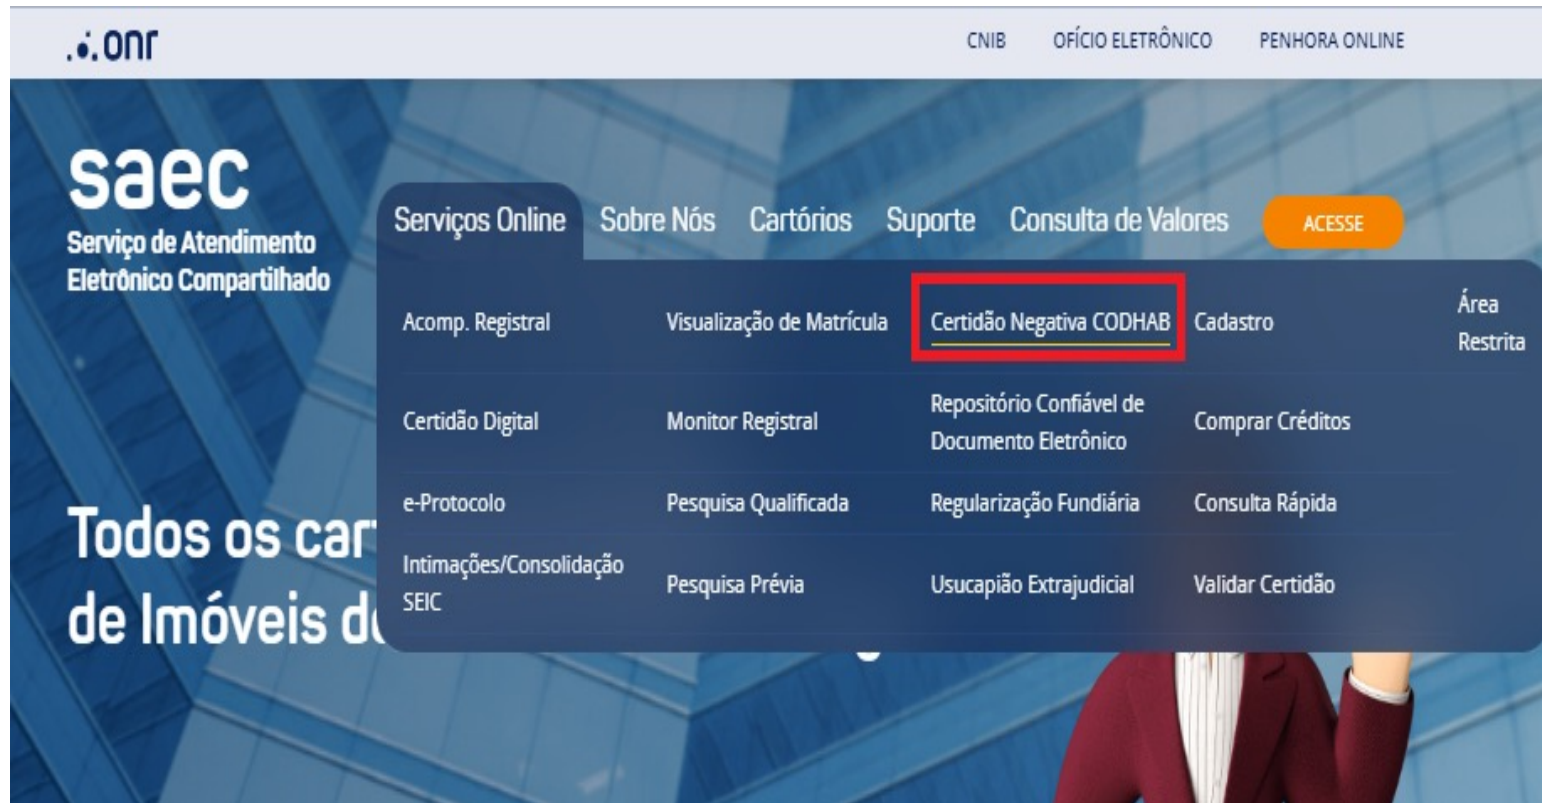 onr
CNIB OFÍCIO ELETRÔNICO PENHORA ONLINE
saec
Serviço de Atendimento
Eletrônico Compartilhado
Serviços Online Sobre Nós Cartórios Suporte Consulta de Valores ACESSE
Acomp. Registral Visualização de Matrícula Certidão Negativa CODHAB Cadastro Área
Restrita
Certidão Digital Monitor Registral Repositório Confiável de
Documento Eletrônico Comprar Créditos
e-Protocolo Pesquisa Qualificada Regularização Fundiária Consulta Rápida
Intimações/Consolidação
SEIC Pesquisa Prévia Usucapião Extrajudicial Validar Certidão
Todos os
de Imóveis